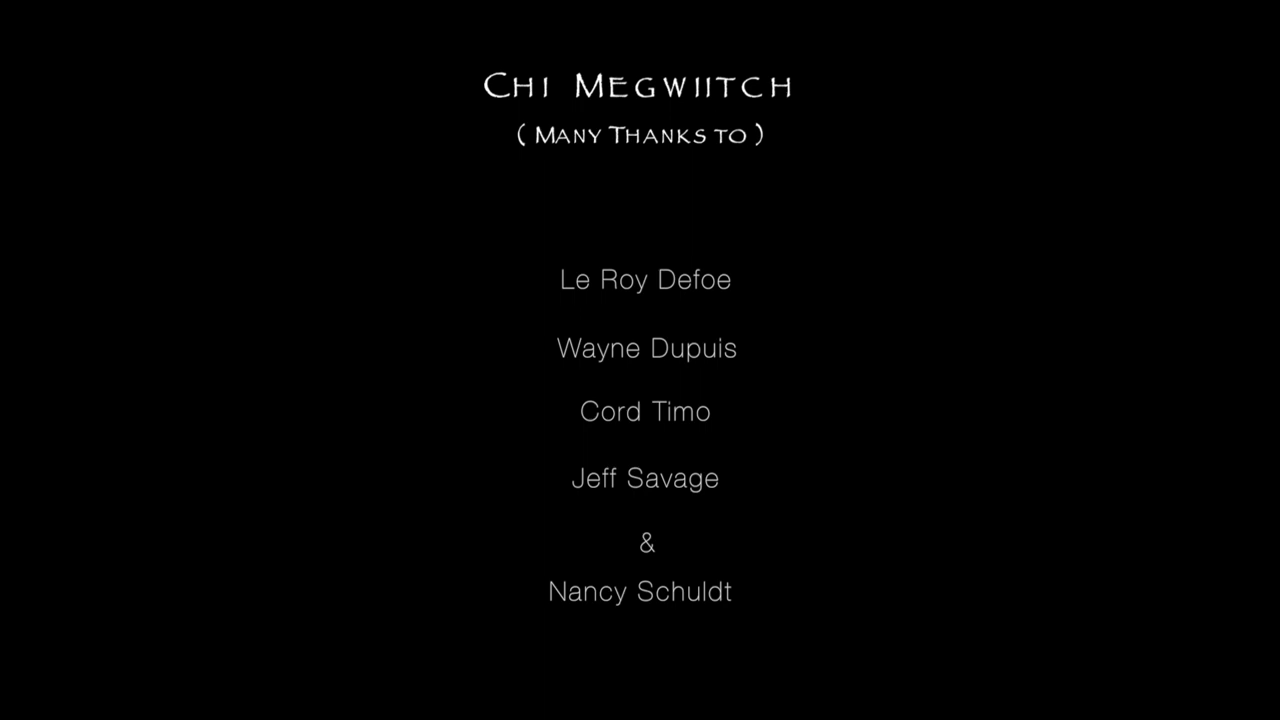 Chi Megwiitch
( Many Thanks to )
Le Roy Defoe
Wayne Dupuis
Cord Timo
Jeff Savage
&
Nancy Schuldt